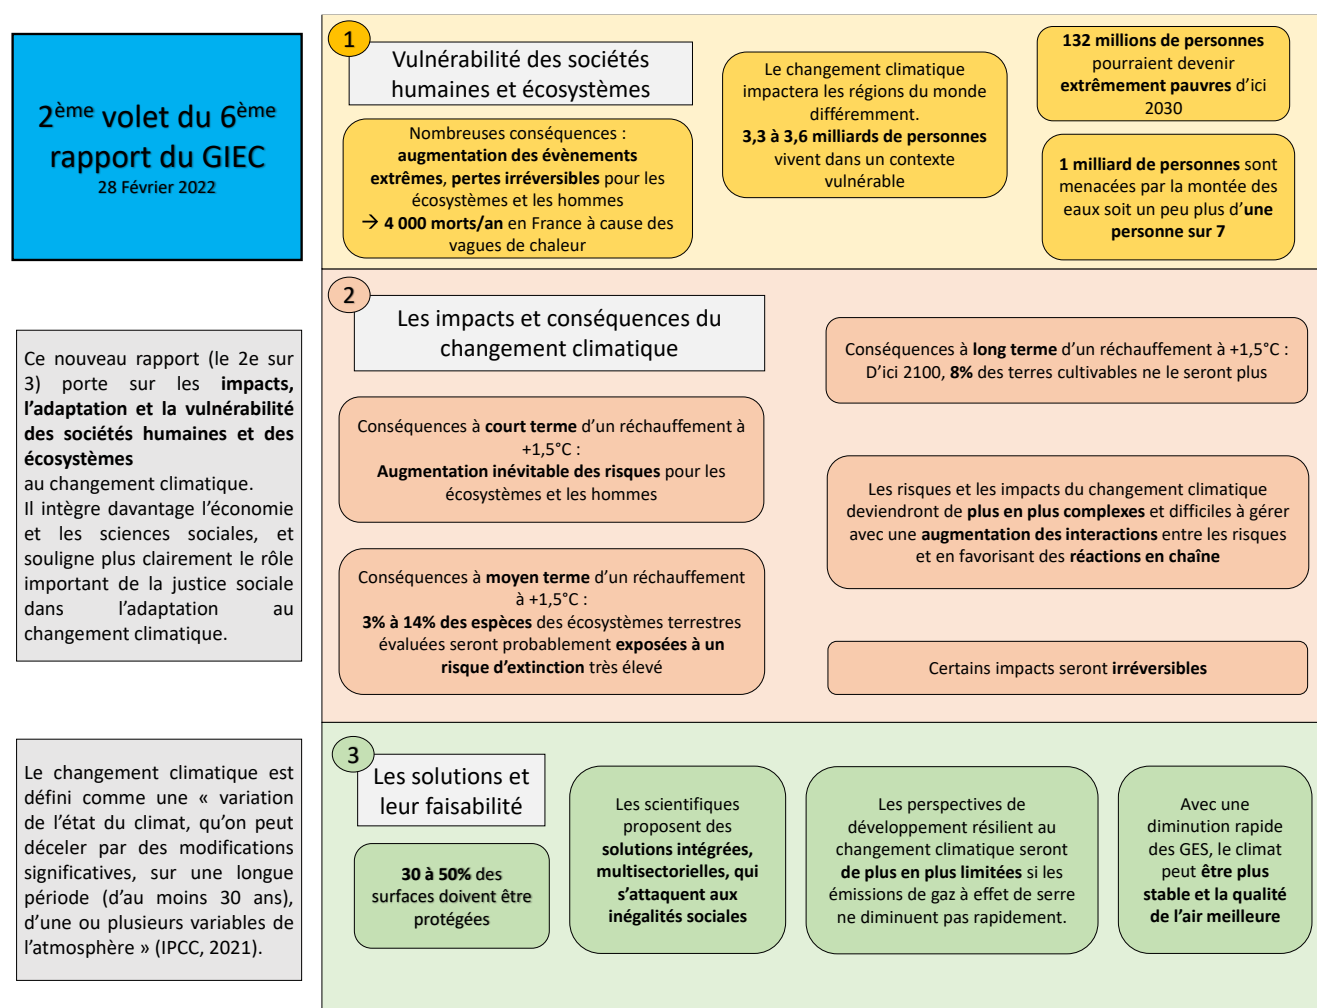 2ème volet du 6ème
rapport du GIEC
28 Février 2022
Ce nouveau rapport (le 2e sur
3) porte sur les impacts,
l’adaptation et la vulnérabilité
des sociétés humaines et des
écosystèmes
au changement climatique.
Il intègre davantage l’économie
et les sciences sociales, et
souligne plus clairement le rôle
important de la justice sociale
dans l’adaptation au
changement climatique.
Le changement climatique est
défini comme une « variation
de l’état du climat, qu’on peut
déceler par des modifications
significatives, sur une longue
période (d’au moins 30 ans),
d’une ou plusieurs variables de
l’atmosphère » (IPCC, 2021).
1
Vulnérabilité des sociétés
humaines et écosystèmes
Nombreuses conséquences :
augmentation des évènements
extrêmes, pertes irréversibles pour les
écosystèmes et les hommes
→ 4 000 morts/an en France à cause des
vagues de chaleur
Le changement climatique
impactera les régions du monde
différemment.
3,3 à 3,6 milliards de personnes
vivent dans un contexte
vulnérable
132 millions de personnes
pourraient devenir
extrêmement pauvres d’ici
2030
1 milliard de personnes sont
menacées par la montée des
eaux soit un peu plus d’une
personne sur 7
2
Les impacts et conséquences du
changement climatique
Conséquences à court terme d’un réchauffement à
+1,5°C :
Augmentation inévitable des risques pour les
écosystèmes et les hommes
Conséquences à moyen terme d’un réchauffement
à +1,5°C :
3% à 14% des espèces des écosystèmes terrestres
évaluées seront probablement exposées à un
risque d’extinction très élevé
Conséquences à long terme d’un réchauffement à +1,5°C :
D’ici 2100, 8% des terres cultivables ne le seront plus
Les risques et les impacts du changement climatique
deviendront de plus en plus complexes et difficiles à gérer
avec une augmentation des interactions entre les risques
et en favorisant des réactions en chaîne
Certains impacts seront irréversibles
3
Les solutions et
leur faisabilité
30 à 50% des
surfaces doivent être
protégées
Les scientifiques
proposent des
solutions intégrées,
multisectorielles, qui
s’attaquent aux
inégalités sociales
Les perspectives de
développement résilient au
changement climatique seront
de plus en plus limitées si les
émissions de gaz à effet de serre
ne diminuent pas rapidement.
Avec une
diminution rapide
des GES, le climat
peut être plus
stable et la qualité
de l’air meilleure